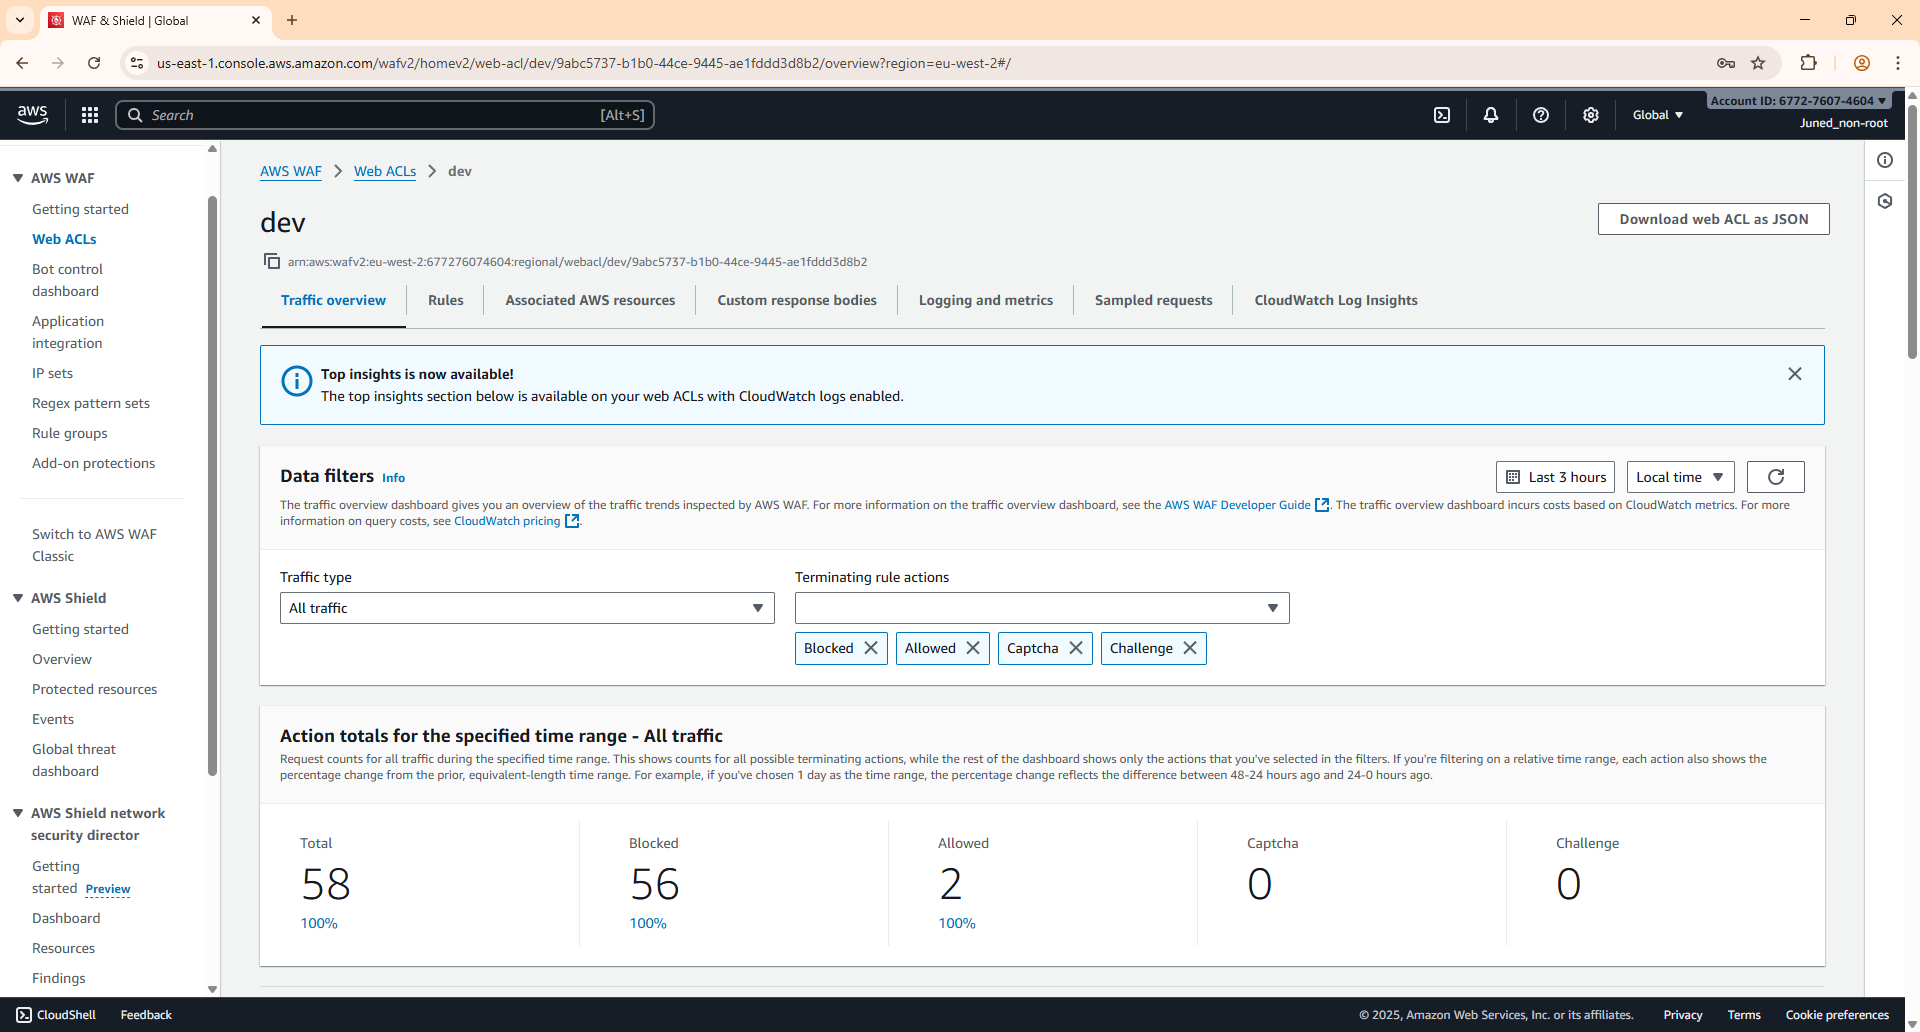 WAF & Shield | Global
us-east-1.console.aws.amazon.com/wafv2/homev2/web-acl/dev/9abc5737-b1b0-44ce-9445-ae1fddd3d8b2/overview?region=eu-west-2#/
aws
Search [Alt+S]
Global
Account ID: 6772-7607-4604
Juned_non-root
AWS WAF
Getting started
Web ACLs
Bot control
dashboard
Application
integration
IP sets
Regex pattern sets
Rule groups
Add-on protections
Switch to AWS WAF
Classic
AWS Shield
Getting started
Overview
Protected resources
Events
Global threat
dashboard
AWS Shield network
security director
Getting
started Preview
Dashboard
Resources
Findings
AWS WAF > Web ACLs > dev
dev
Download web ACL as JSON
arn:aws:wafv2:eu-west-2:677276074604:regional/webacl/dev/9abc5737-b1b0-44ce-9445-ae1fddd3d8b2
Traffic overview Rules Associated AWS resources Custom response bodies Logging and metrics Sampled requests CloudWatch Log Insights
Top insights is now available!
The top insights section below is available on your web ACLs with CloudWatch logs enabled.
Data filters Info
Last 3 hours Local time
The traffic overview dashboard gives you an overview of the traffic trends inspected by AWS WAF. For more information on the traffic overview dashboard, see the AWS WAF Developer Guide. The traffic overview dashboard incurs costs based on CloudWatch metrics. For more
information on query costs, see CloudWatch pricing.
Traffic type Terminating rule actions
All traffic
Blocked Allowed Captcha Challenge
Action totals for the specified time range - All traffic
Request counts for all traffic during the specified time range. This shows counts for all possible terminating actions, while the rest of the dashboard shows only the actions that you've selected in the filters. If you're filtering on a relative time range, each action also shows the
percentage change from the prior, equivalent-length time range. For example, if you've chosen 1 day as the time range, the percentage change reflects the difference between 48-24 hours ago and 24-0 hours ago.
Total Blocked Allowed Captcha Challenge
58 56 2 0 0
100% 100% 100%
CloudShell Feedback © 2025, Amazon Web Services, Inc. or its affiliates. Privacy Terms Cookie preferences